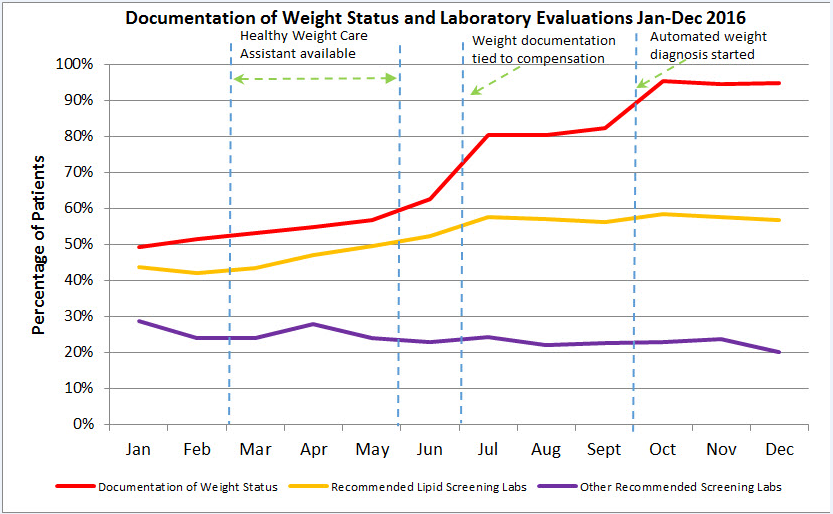 Documentation of Weight Status and Laboratory Evaluations Jan-Dec 2016
Healthy Weight Care
Assistant available
Weight documentation
tied to compensation
Automated weight
diagnosis started
100%
90%
80%
70%
60%
50%
40%
30%
20%
10%
0%
Percentage of Patients
Jan Feb Mar Apr May Jun Jul Aug Sept Oct Nov Dec
Documentation of Weight Status Recommended Lipid Screening Labs Other Recommended Screening Labs